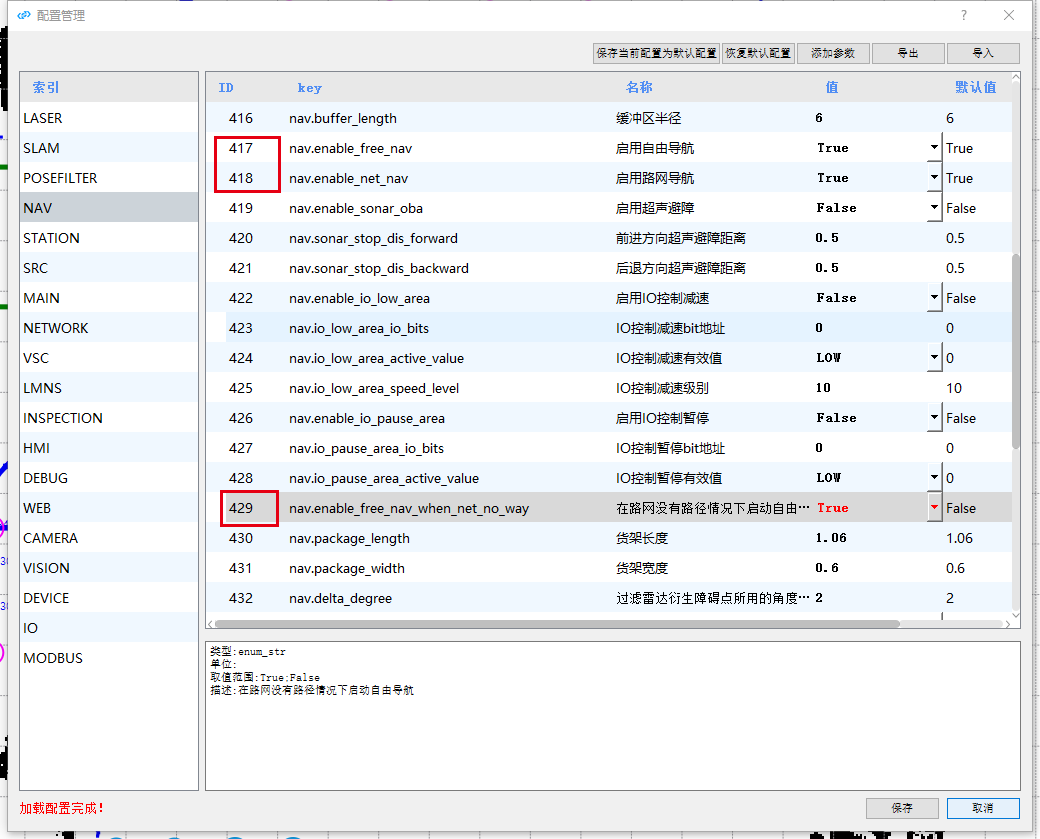 配置管理
?
保存当前配置为默认配置 恢复默认配置 添加参数 导出 导入
索引
LASER
SLAM
POSEFILTER
NAV
STATION
SRC
MAIN
NETWORK
VSC
LMNS
INSPECTION
HMI
DEBUG
WEB
CAMERA
VISION
DEVICE
IO
MODBUS
ID key 名称 值 默认值
416 nav.buffer_length 缓冲区半径 6 6
417 nav.enable_free_nav 启用自由导航 True True
418 nav.enable_net_nav 启用路网导航 True True
419 nav.enable_sonar_oba 启用超声避障 False False
420 nav.sonar_stop_dis_forward 前进方向超声避障距离 0.5 0.5
421 nav.sonar_stop_dis_backward 后退方向超声避障距离 0.5 0.5
422 nav.enable_io_low_area 启用IO控制减速 False False
423 nav.io_low_area_io_bits IO控制减速bit地址 0 0
424 nav.io_low_area_active_value IO控制减速有效值 LOW 0
425 nav.io_low_area_speed_level IO控制减速级别 10 10
426 nav.enable_io_pause_area 启用IO控制暂停 False False
427 nav.io_pause_area_io_bits IO控制暂停bit地址 0 0
428 nav.io_pause_area_active_value IO控制暂停有效值 LOW 0
429 nav.enable_free_nav_when_net_no_way 在路网没有路径情况下启动自由… True False
430 nav.package_length 货架长度 1.06 1.06
431 nav.package_width 货架宽度 0.6 0.6
432 nav.delta_degree 过滤雷达衍生障碍点所用的角度… 2 2
类型:enum_str
单位:
取值范围:True:False
描述:在路网没有路径情况下启动自由导航
加载配置完成!
保存 取消